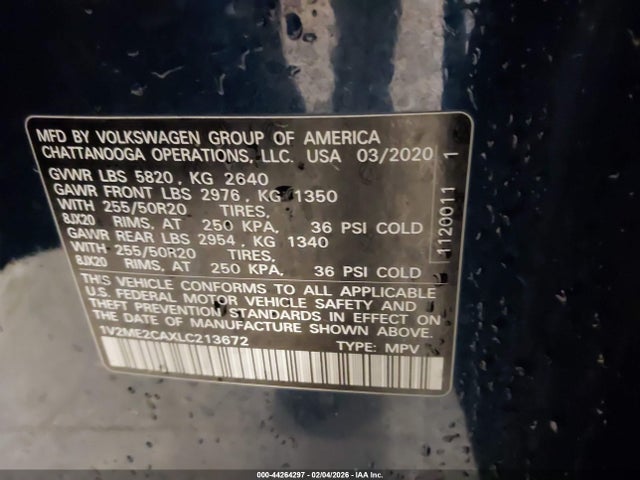 MFD BY VOLKSWAGEN GROUP OF AMERICA
CHATTANOOGA OPERATIONS, LLC. USA 03/2020
GVWR LBS 5820, KG 2640
GAWR FRONT LBS 2976, KG 1350
WITH 255/50R20 TIRES,
8JX20 RIMS, AT 250 KPA, 36 PSI COLD
GAWR REAR LBS 2954, KG 1340
WITH 255/50R20 TIRES,
8JX20 RIMS, AT 250 KPA, 36 PSI COLD
THIS VEHICLE CONFORMS TO ALL APPLICABLE
U.S. FEDERAL MOTOR VEHICLE SAFETY AND
THEFT PREVENTION STANDARDS IN EFFECT ON
THE DATE OF MANUFACTURE SHOWN ABOVE.
1V2ME2CAXLC213672 TYPE: MPV
1120011 1
000-44264297 - 02/04/2026 - IAA Inc.